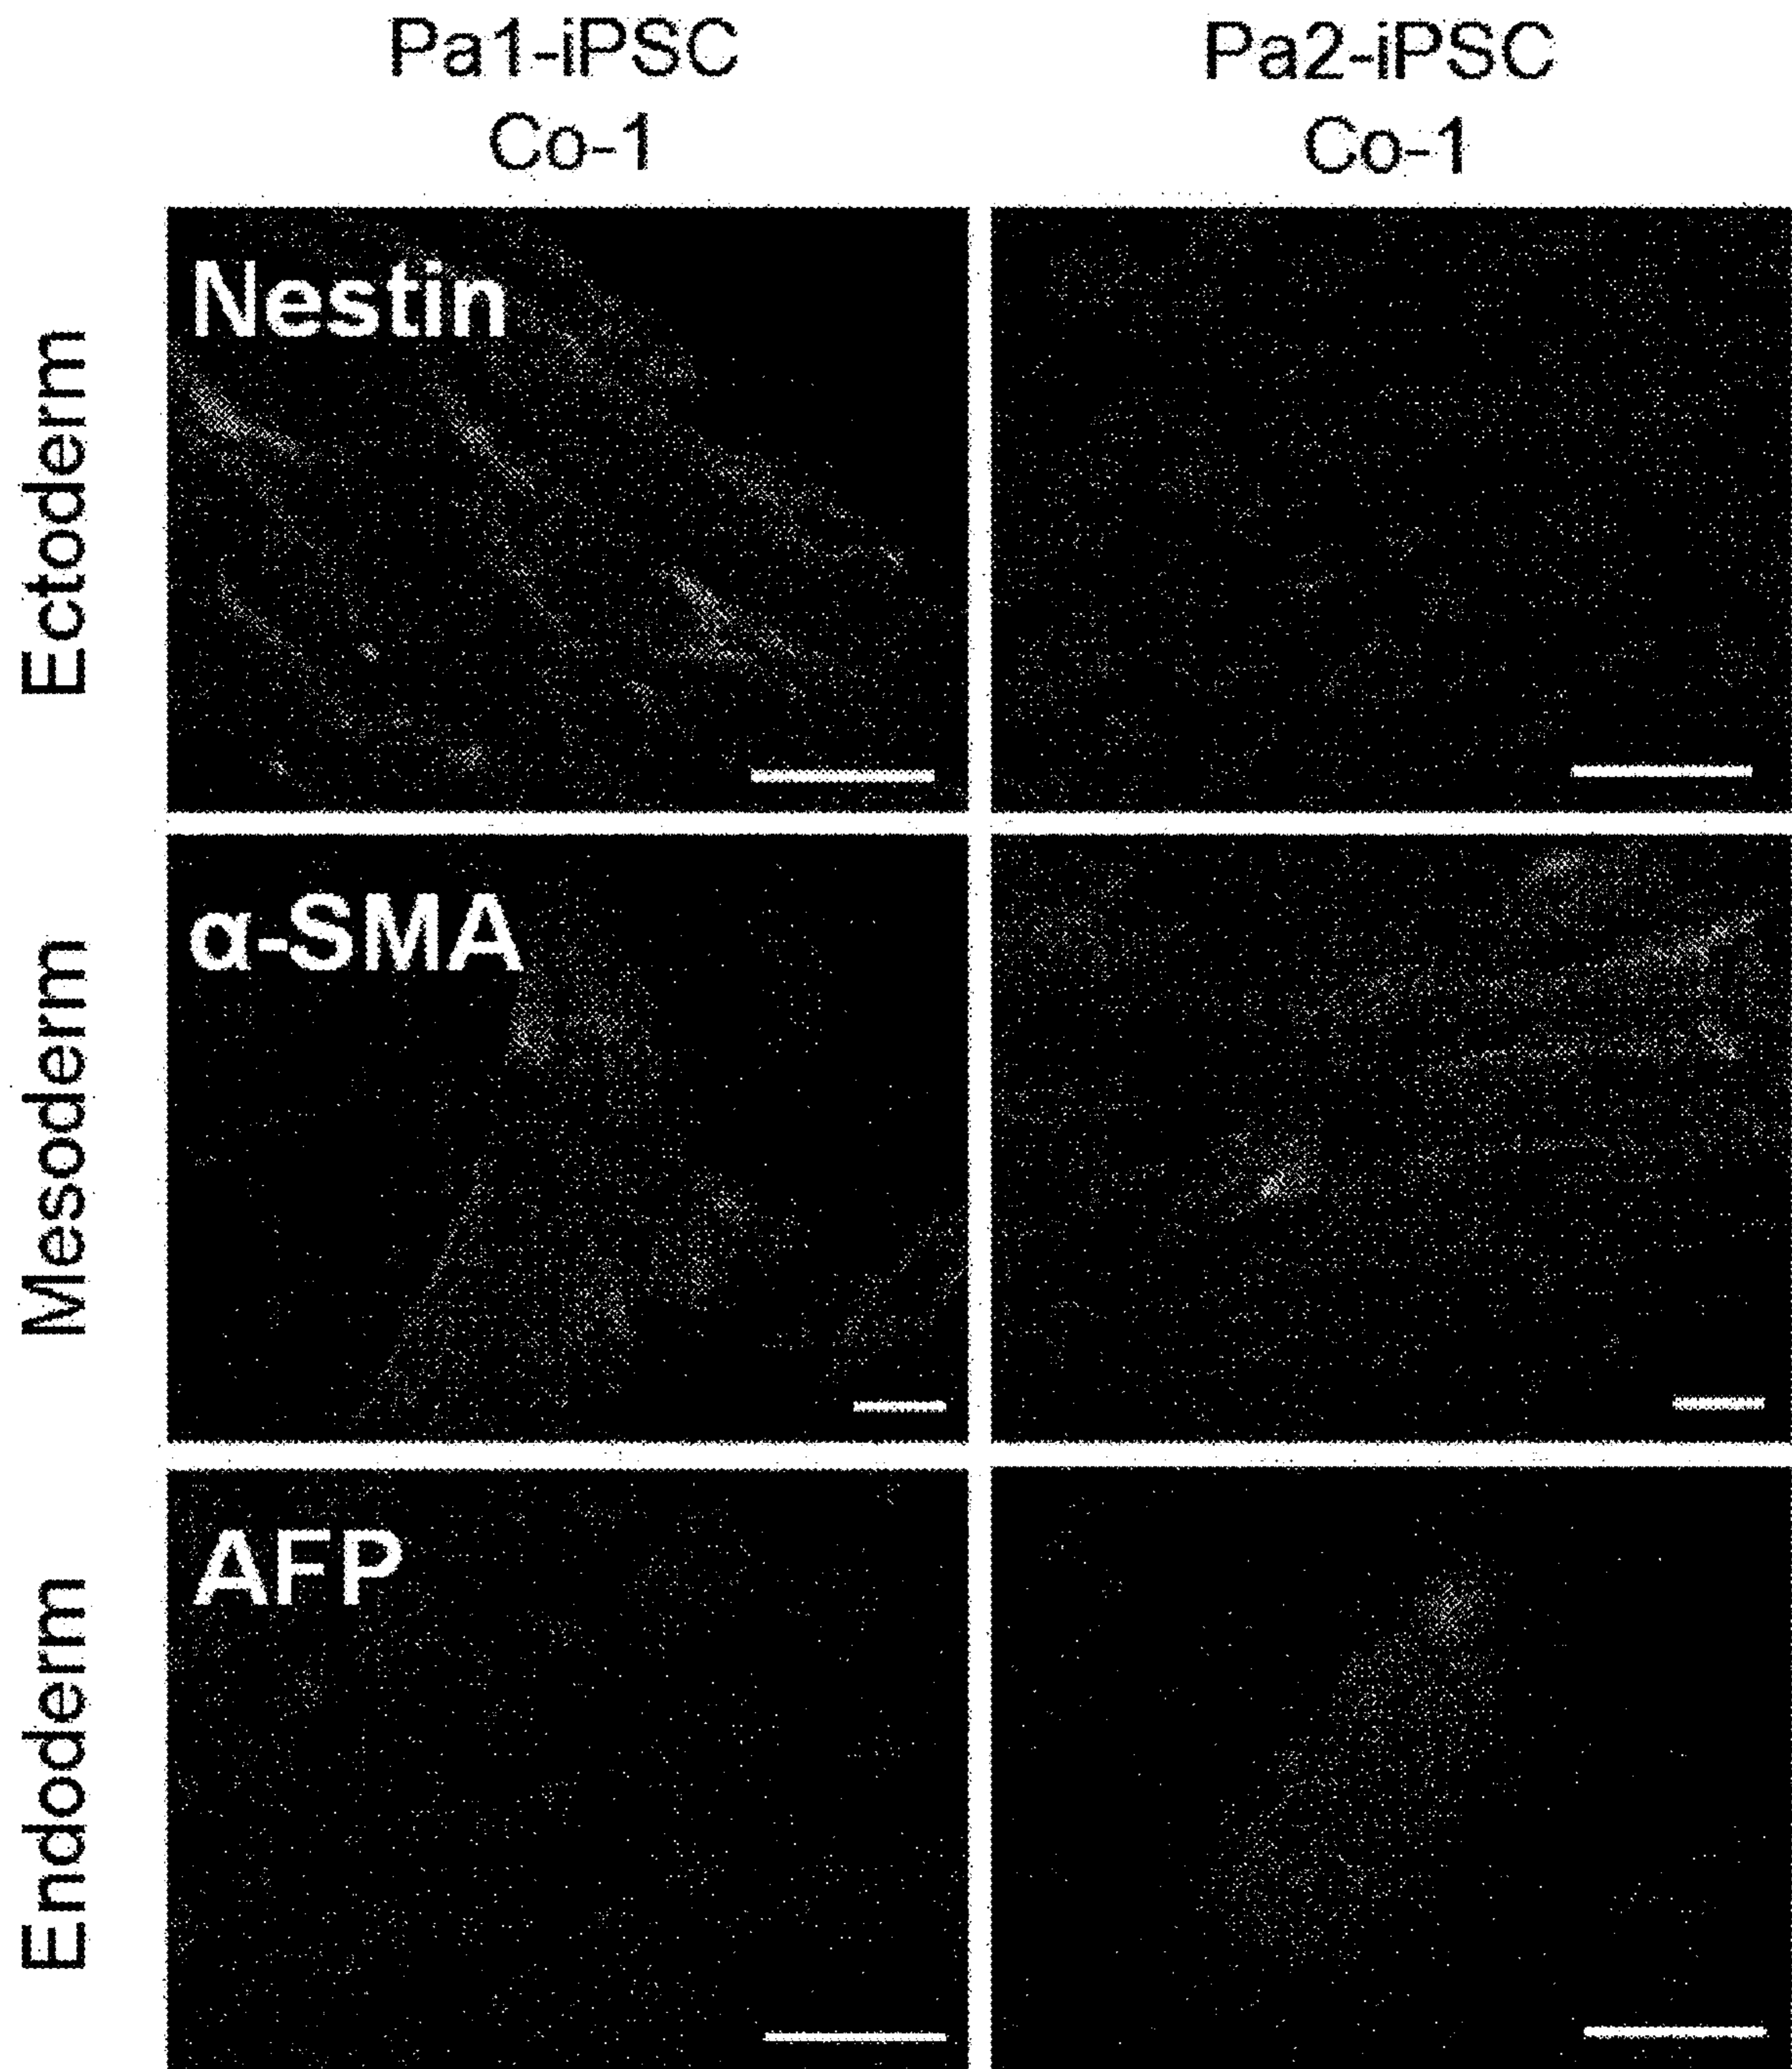 Pa1-iPSC
Co-1
Pa2-iPSC
Co-1
Ectoderm
Nestin
Mesoderm
α-SMA
Endoderm
AFP